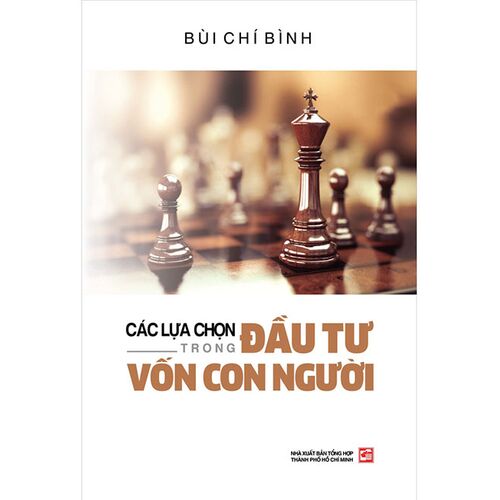 BÙI CHÍ BÌNH
CÁC LỰA CHỌN
TRONG ĐẦU TƯ
VỐN CON NGƯỜI
NHÀ XUẤT BẢN TỔNG HỢP
THÀNH PHỐ HỒ CHÍ MINH